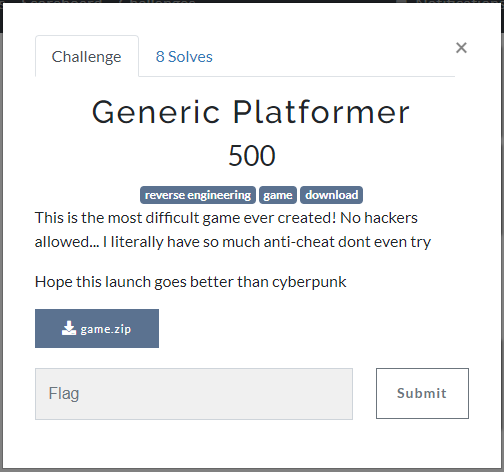 Challenge
8 Solves
×
Generic Platformer
500
reverse engineering game download
This is the most difficult game ever created! No hackers
allowed... I literally have so much anti-cheat dont even try
Hope this launch goes better than cyberpunk
game.zip
Flag
Submit